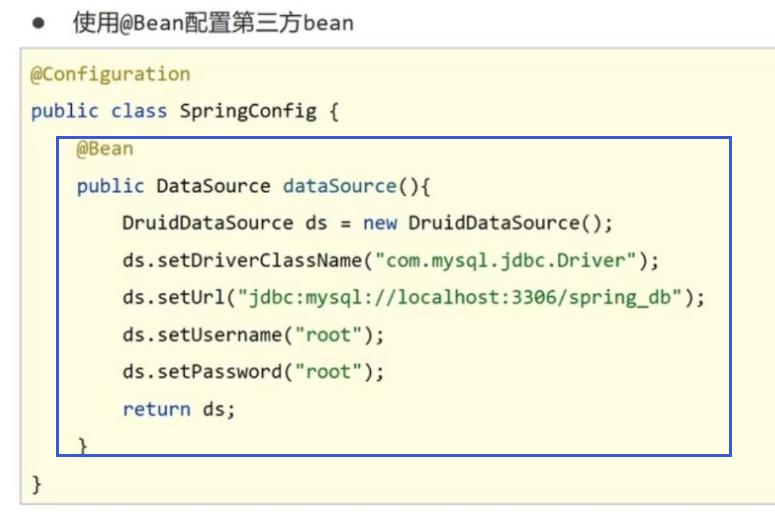 ● 使用@Bean配置第三方bean
@Configuration
public class SpringConfig {
@Bean
public DataSource dataSource(){
DruidDataSource ds = new DruidDataSource();
ds.setDriverClassName("com.mysql.jdbc.Driver");
ds.setUrl("jdbc:mysql://localhost:3306/spring_db");
ds.setUsername("root");
ds.setPassword("root");
return ds;
}
}